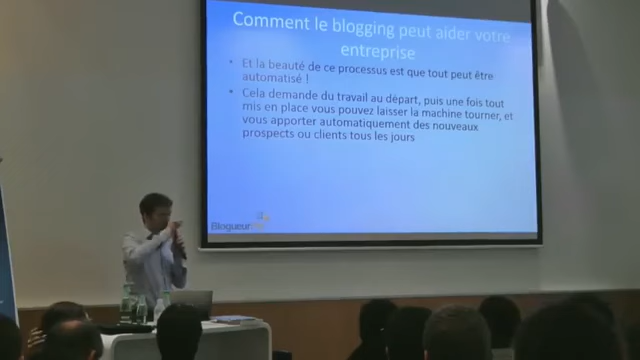 Comment le blogging peut aider votre
entreprise
• Et la beauté de ce processus est que tout peut être
automatisé !
• Cela demande du travail au départ, puis une fois tout
mis en place vous pouvez laisser la machine tourner, et
vous apporter automatiquement des nouveaux
prospects ou clients tous les jours
Blogueur